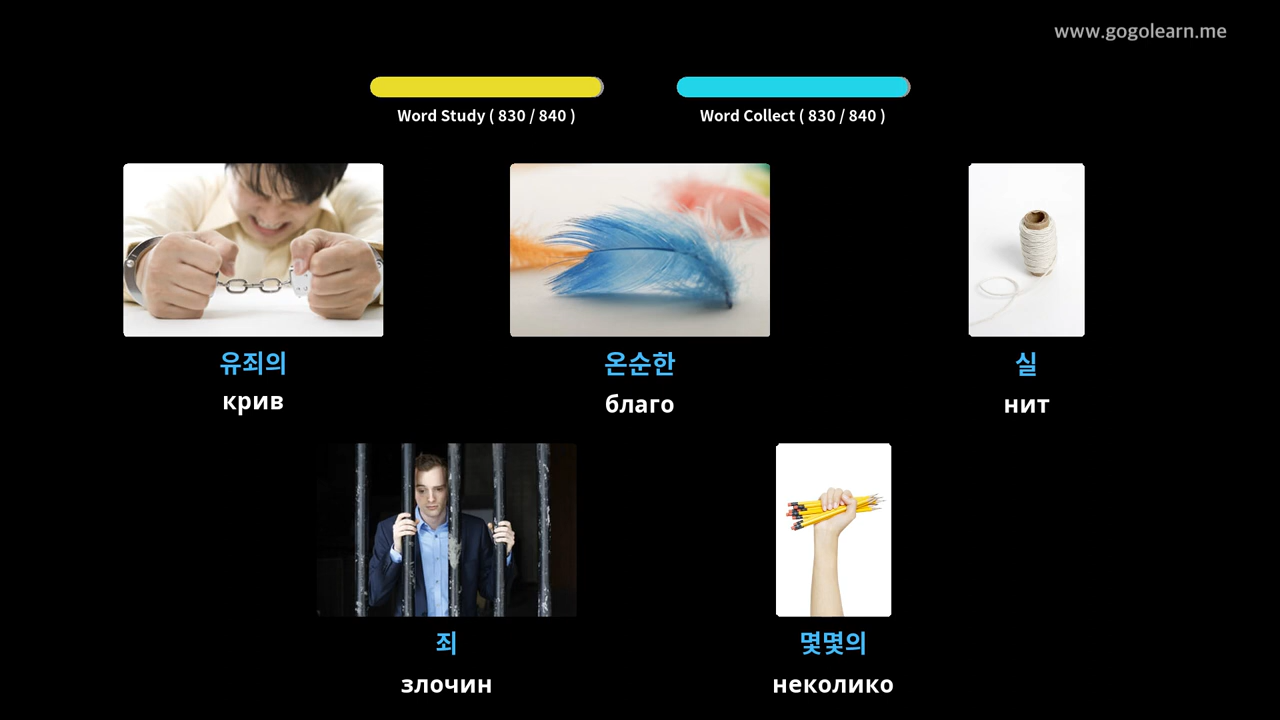 www.gogolearn.me
Word Study ( 830 / 840 )
Word Collect ( 830 / 840 )
유죄의
крив
온순한
благо
실
нит
죄
злочин
몇몇의
неколико